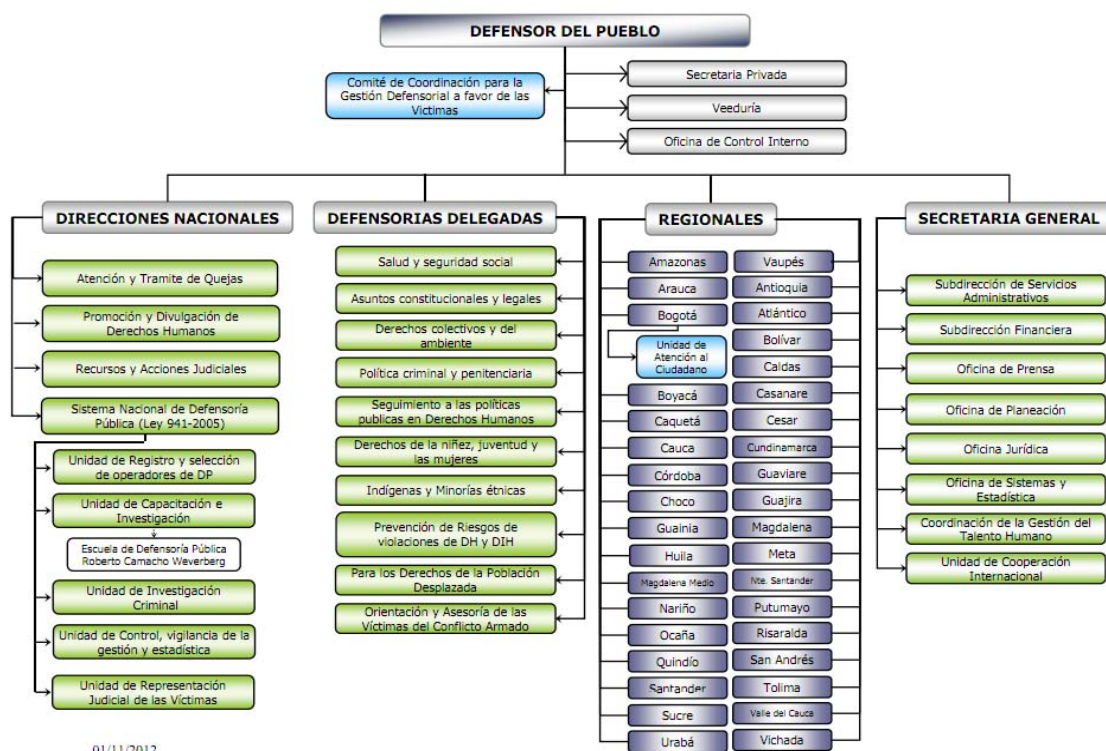 DEFENSOR DEL PUEBLO
Comité de Coordinación para la
Gestión Defensorial a favor de las
Victimas
Secretaria Privada
Veeduría
Oficina de Control Interno
DIRECCIONES NACIONALES
Atención y Tramite de Quejas
Promoción y Divulgación de
Derechos Humanos
Recursos y Acciones Judiciales
Sistema Nacional de Defensoría
Pública (Ley 941-2005)
Unidad de Registro y selección
de operadores de DP
Unidad de Capacitación e
Investigación
Escuela de Defensoría Pública
Roberto Camacho Weverberg
Unidad de Investigación
Criminal
Unidad de Control, vigilancia de la
gestión y estadística
Unidad de Representación
Judicial de las Víctimas
DEFENSORIAS DELEGADAS
Salud y seguridad social
Asuntos constitucionales y legales
Derechos colectivos y del
ambiente
Política criminal y penitenciaria
Seguimiento a las políticas
publicas en Derechos Humanos
Derechos de la niñez, juventud y
las mujeres
Indígenas y Minorías étnicas
Prevención de Riesgos de
violaciones de DH y DIH
Para los Derechos de la Población
Desplazada
Orientación y Asesoría de las
Víctimas del Conflicto Armado
REGIONALES
Amazonas
Arauca
Bogotá
Unidad de
Atención al
Ciudadano
Boyacá
Caquetá
Cauca
Córdoba
Choco
Guainia
Huila
Magdalena Medio
Nariño
Ocaña
Quindío
Santander
Sucre
Urabá
Vaupés
Antioquia
Atlántico
Bolívar
Caldas
Casanare
Cesar
Cundinamarca
Guaviare
Guajira
Magdalena
Meta
Nte. Santander
Putumayo
Risaralda
San Andrés
Tolima
Valle del Cauca
Vichada
SECRETARIA GENERAL
Subdirección de Servicios
Administrativos
Subdirección Financiera
Oficina de Prensa
Oficina de Planeación
Oficina Jurídica
Oficina de Sistemas y
Estadística
Coordinación de la Gestión del
Talento Humano
Unidad de Cooperación
Internacional
01/11/2012